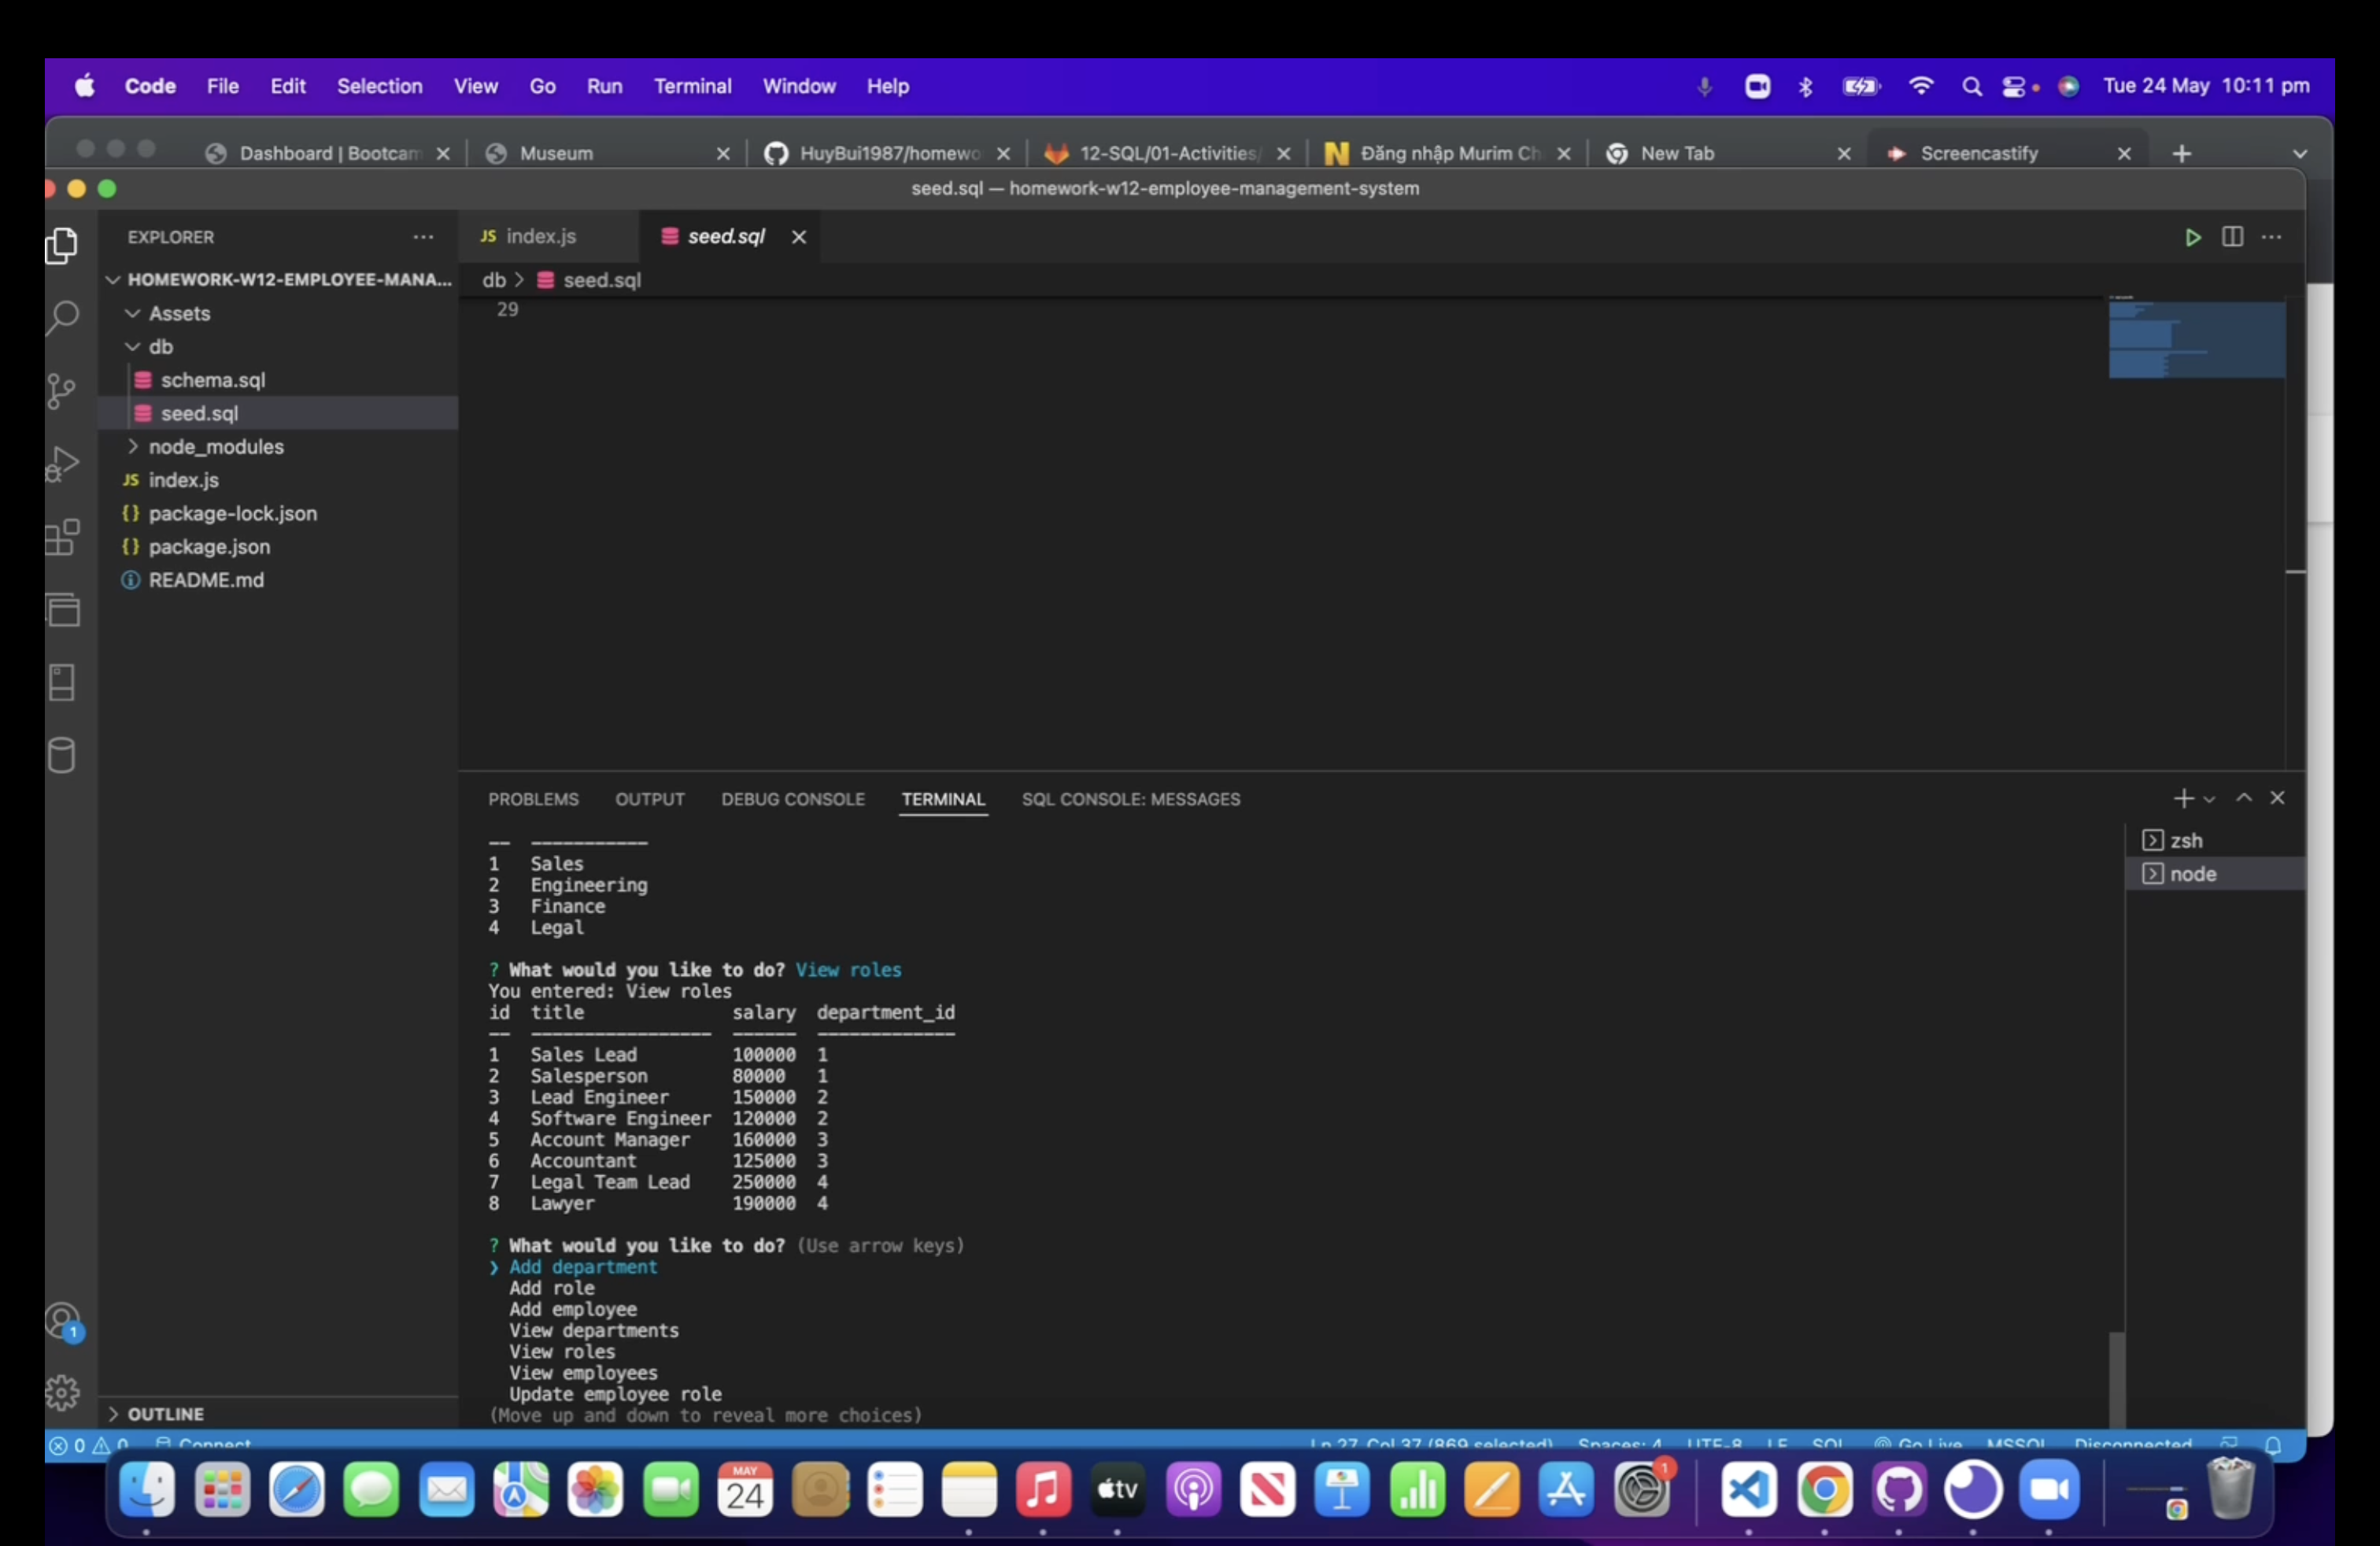 Code File Edit Selection View Go Run Terminal Window Help Tue 24 May 10:11 pm
Dashboard | Bootcam Museum HuyBui1987/homewo 12-SQL/01-Activities/ Đăng nhập Murim Ch New Tab Screencastify
seed.sql — homework-w12-employee-management-system
EXPLORER
JS index.js seed.sql
HOMEWORK-W12-EMPLOYEE-MANA...
db > seed.sql
29
Assets
db
schema.sql
seed.sql
node_modules
JS index.js
{} package-lock.json
{} package.json
README.md
PROBLEMS OUTPUT DEBUG CONSOLE TERMINAL SQL CONSOLE: MESSAGES
zsh
node
-- -----------
1 Sales
2 Engineering
3 Finance
4 Legal
? What would you like to do? View roles
You entered: View roles
id title salary department_id
-- ----------------- ------ -------------
1 Sales Lead 100000 1
2 Salesperson 80000 1
3 Lead Engineer 150000 2
4 Software Engineer 120000 2
5 Account Manager 160000 3
6 Accountant 125000 3
7 Legal Team Lead 250000 4
8 Lawyer 190000 4
? What would you like to do? (Use arrow keys)
❯ Add department
Add role
Add employee
View departments
View roles
View employees
Update employee role
(Move up and down to reveal more choices)
1
OUTLINE
0 0 Connect Ln 27, Col 37 (869 selected) Spaces: 4 UTF-8 LF SQL Go Live MSSQL Disconnected
MAY
24
tv
1